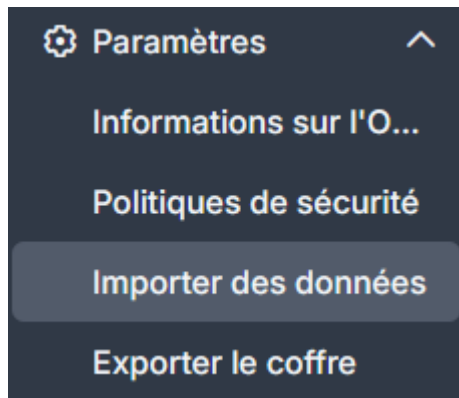 Paramètres
Informations sur l'O...
Politiques de sécurité
Importer des données
Exporter le coffre